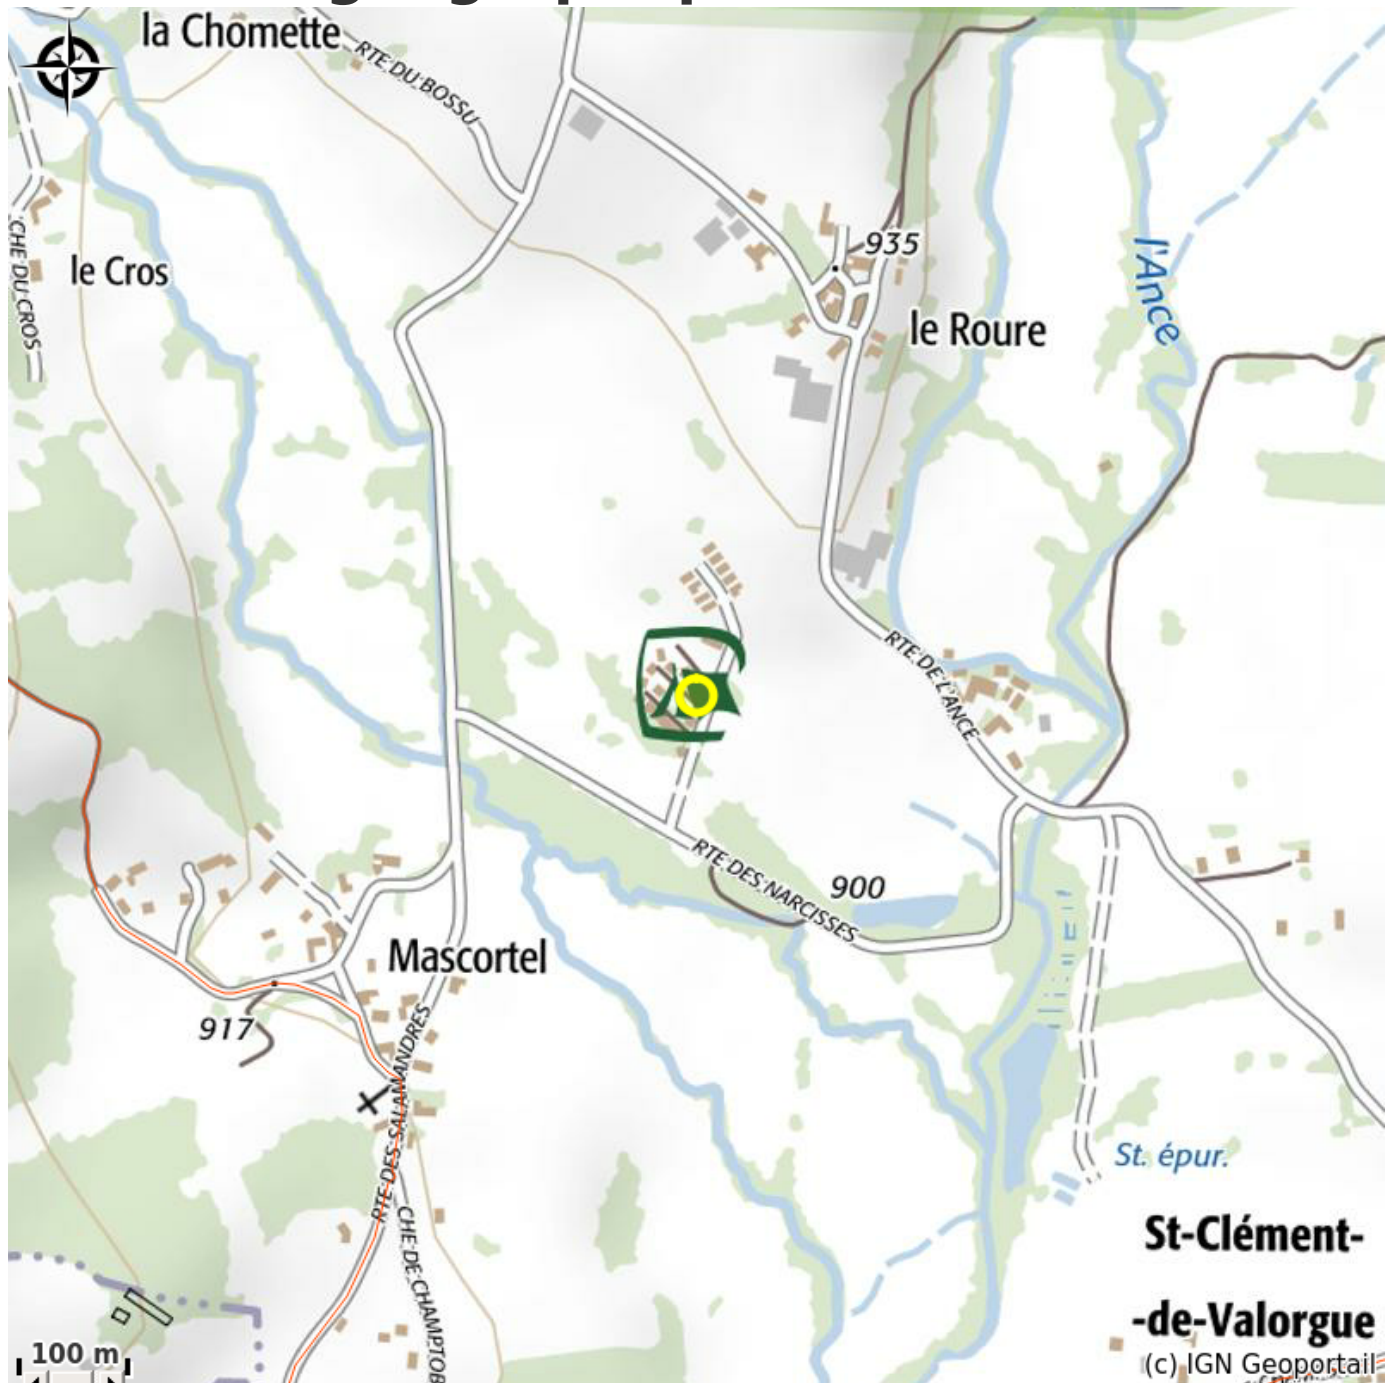 la Chomette
RTE DU BOSSU
935
l'Ance
le Cros
CHE DU CROS
le Roure
RTE DE L'ANCE
RTE DES NARCISSES
900
Mascortel
917
RTE DES SALAMANDRES
St. épur.
CHE DE CHAMPTOB
St-Clément-
-de-Valorgue
100 m
(c) IGN Geoportail